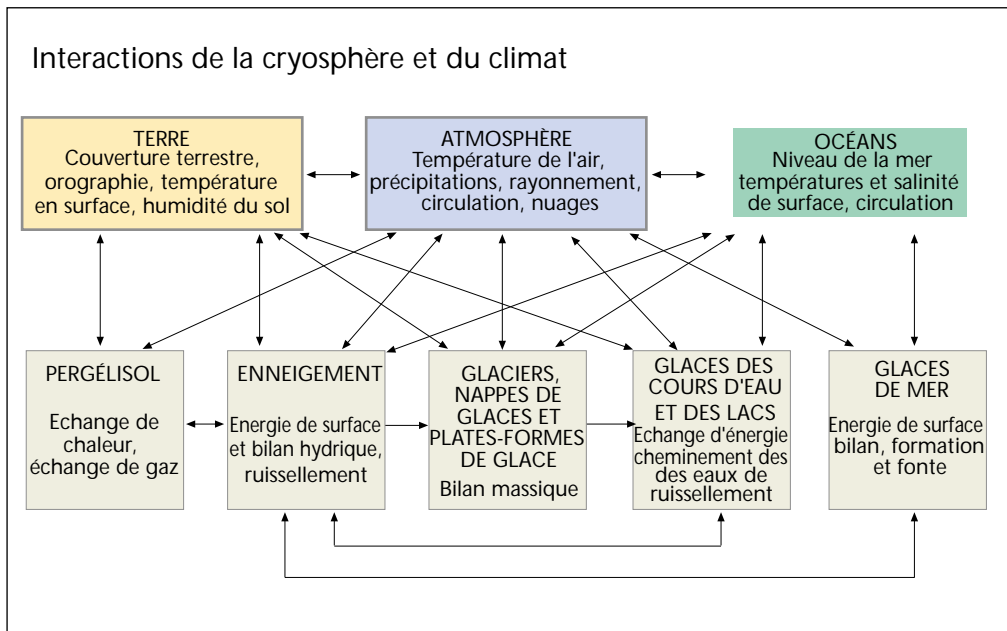 Interactions de la cryosphère et du climat
TERRE
Couverture terrestre,
orographie, température
en surface, humidité du sol
ATMOSPHÈRE
Température de l'air,
précipitations, rayonnement,
circulation, nuages
OCÉANS
Niveau de la mer
températures et salinité
de surface, circulation
PERGÉLISOL
Echange de
chaleur,
échange de gaz
ENNEIGEMENT
Energie de surface
et bilan hydrique,
ruissellement
GLACIERS,
NAPPES DE
GLACES ET
PLATES-FORMES
DE GLACE
Bilan massique
GLACES DES
COURS D'EAU
ET DES LACS
Echange d'énergie
cheminement des
des eaux de
ruissellement
GLACES
DE MER
Energie de surface
bilan, formation
et fonte